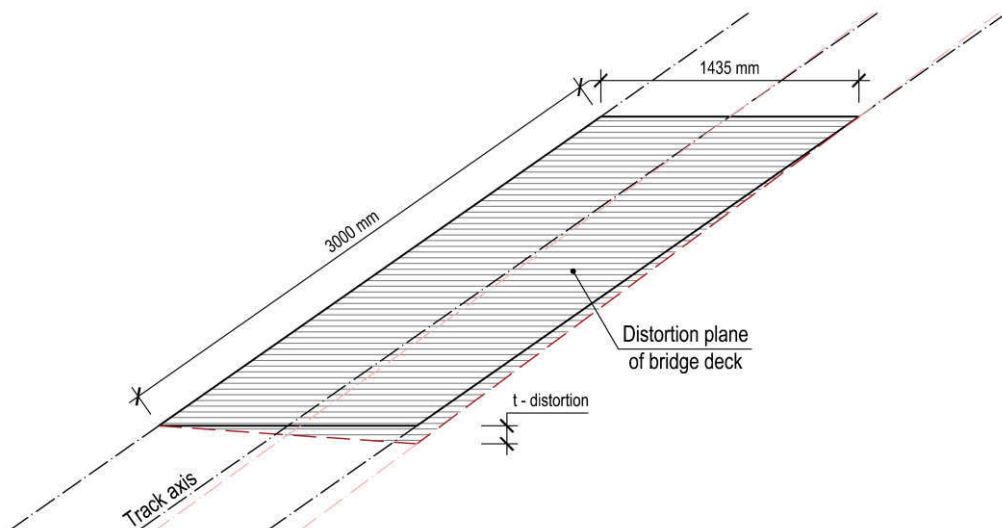 1435 mm
3000 mm
Distortion plane
of bridge deck
t - distortion
Track axis